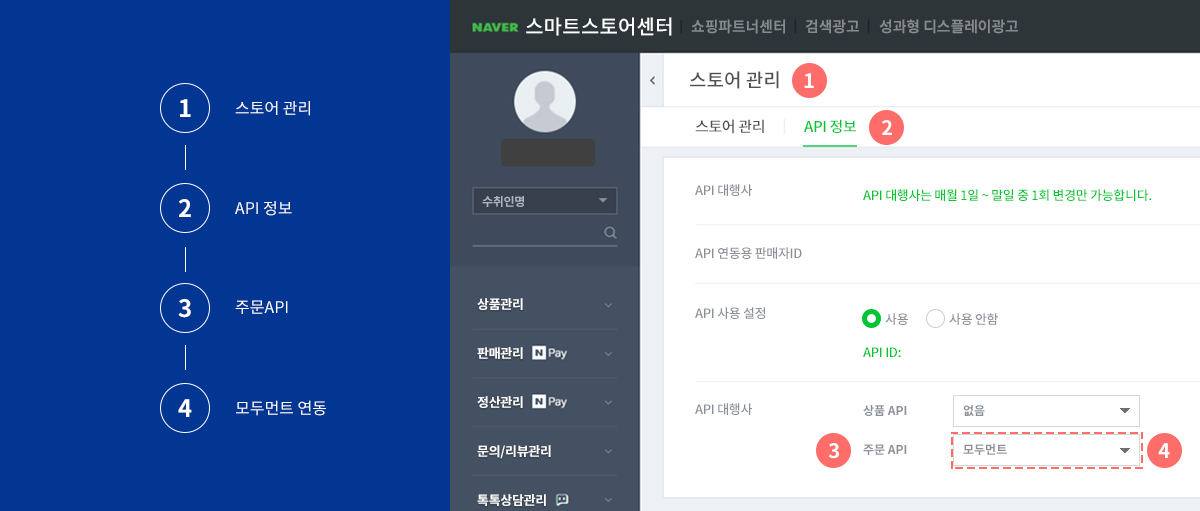 1 스토어 관리
2 API 정보
3 주문API
4 모두먼트 연동
NAVER 스마트스토어센터 | 쇼핑파트너센터 | 검색광고 | 성과형 디스플레이광고
스토어 관리 1
스토어 관리 | API 정보 2
수취인명
상품관리
판매관리 N Pay
정산관리 N Pay
문의/리뷰관리
톡톡상담관리
API 대행사 API 대행사는 매월 1일 ~ 말일 중 1회 변경만 가능합니다.
API 연동용 판매자ID
API 사용 설정 사용 사용 안함
API ID:
API 대행사 상품 API 없음
3 주문 API 모두먼트 4